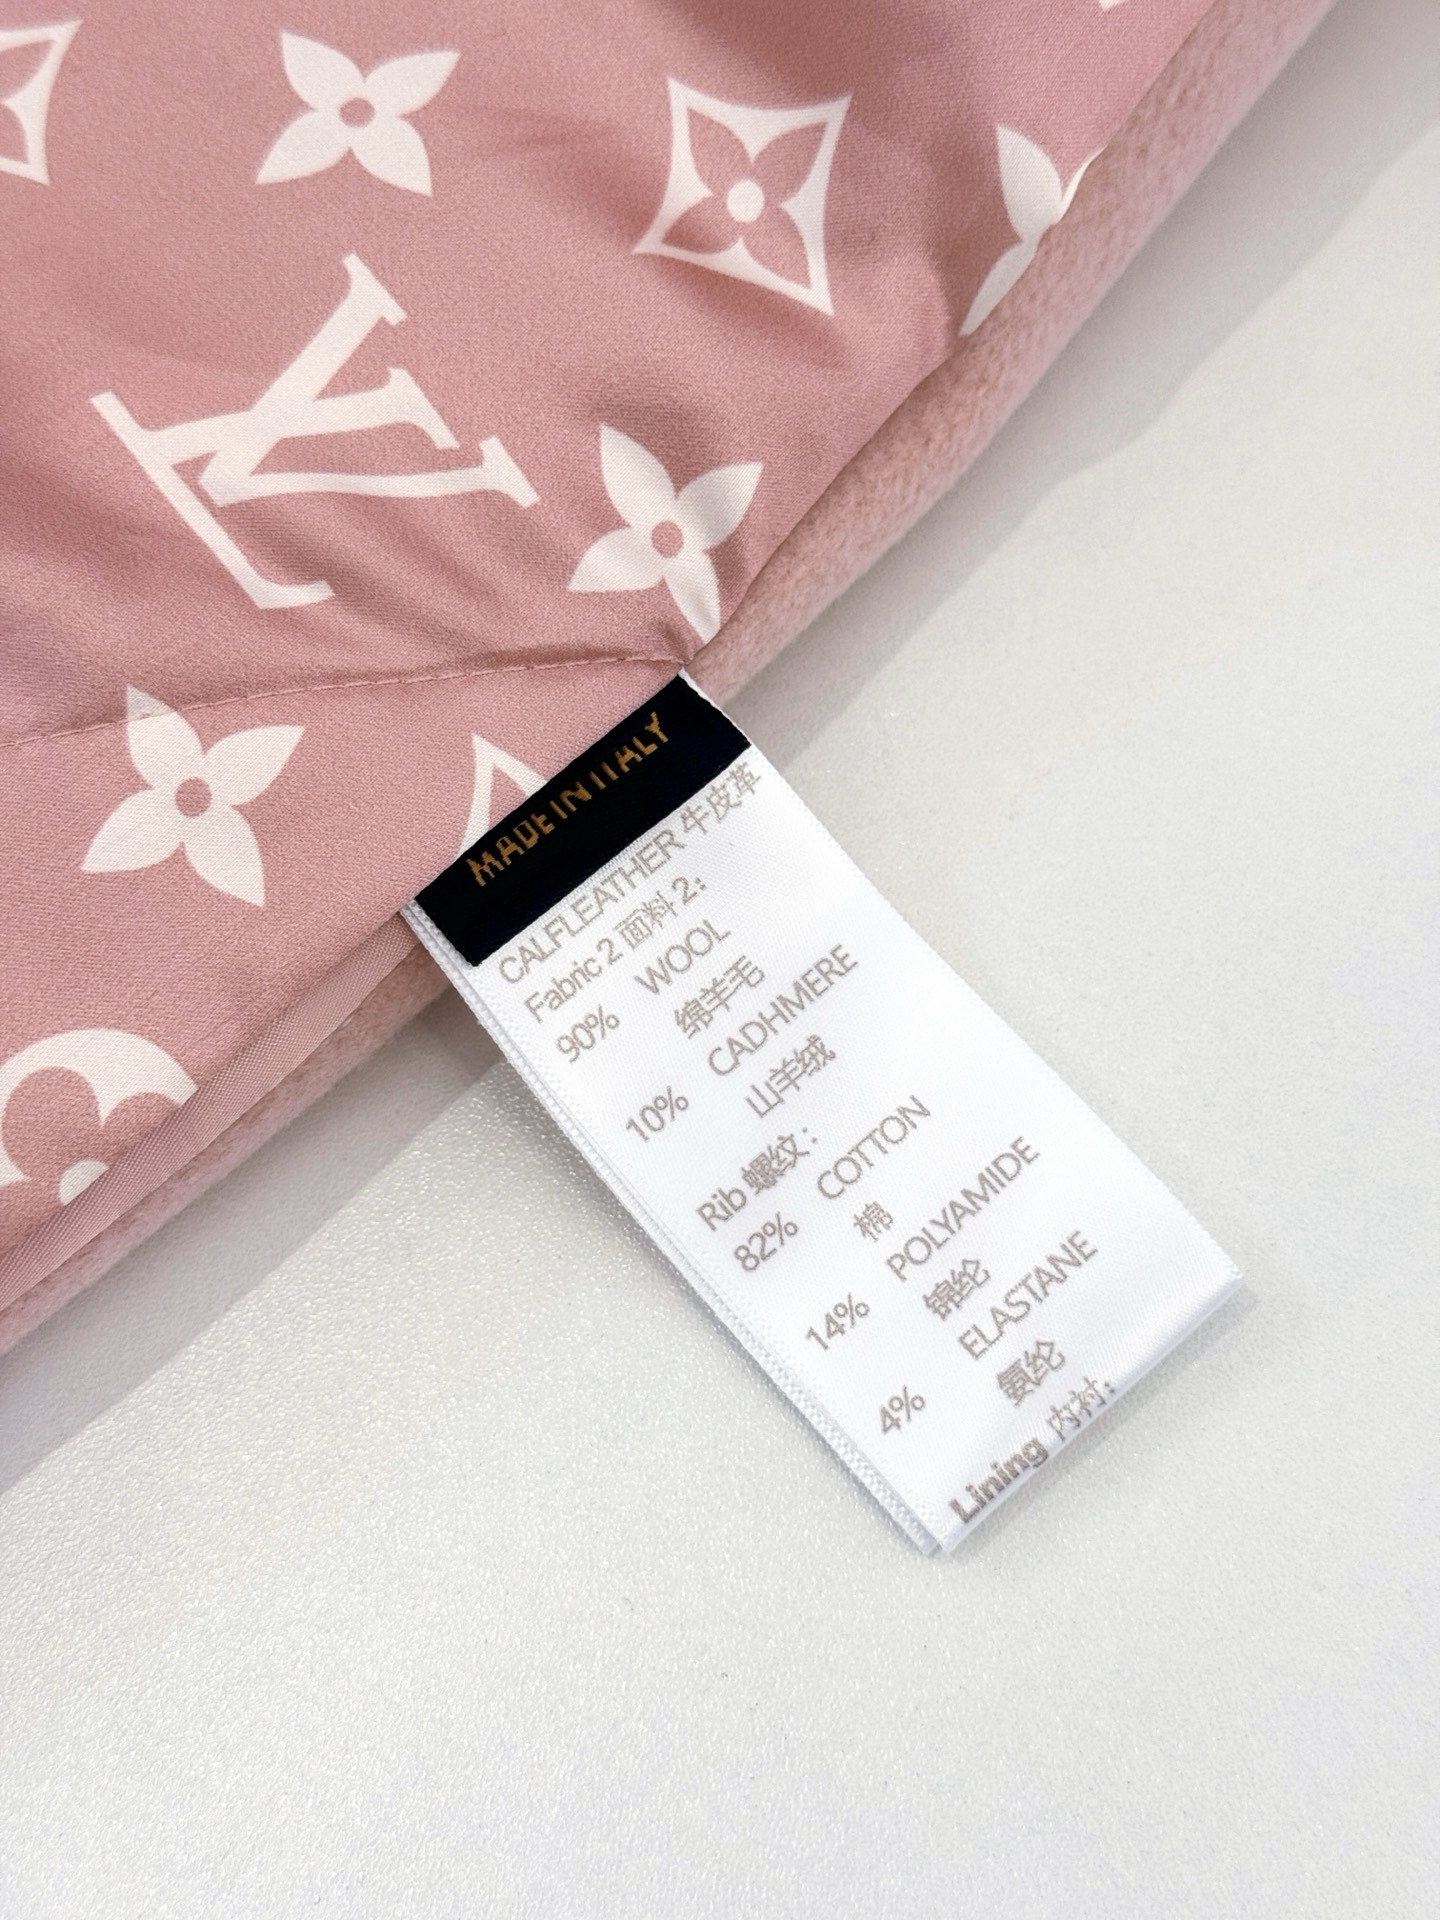 MADE IN ITALY
CALFLEATHER 牛皮革
Fabric 2 面料 2:
90% WOOL
绵羊毛
10% CADHMERE
山羊绒
Rib 螺纹:
82% COTTON
棉
14% POLYAMIDE
锦纶
4% ELASTANE
氨纶
Lining 内衬: